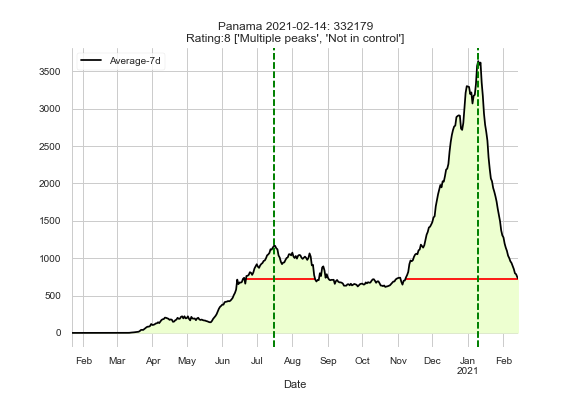 Panama 2021-02-14: 332179
Rating:8 ['Multiple peaks', 'Not in control']
Average-7d
3500
3000
2500
2000
1500
1000
500
0
Feb Mar Apr May Jun Jul Aug Sep Oct Nov Dec Jan Feb
2021
Date